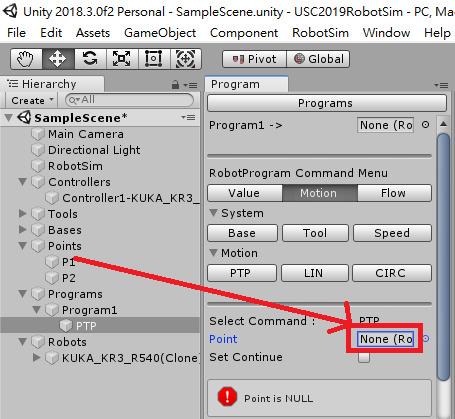 Unity 2018.3.0f2 Personal - SampleScene.unity - USC2019RobotSim - PC, Ma
File Edit Assets GameObject Component RobotSim Window Help
Pivot Global
Hierarchy
Create All
SampleScene*
Main Camera
Directional Light
RobotSim
Controllers
Controller1-KUKA_KR3_
Tools
Bases
Points
P1
P2
Programs
Program1
PTP
Robots
KUKA_KR3_R540(Clone)
Program
Programs
Program1 -> None (Ro
RobotProgram Command Menu
Value Motion Flow
System
Base Tool Speed
Motion
PTP LIN CIRC
Select Command : PTP
Point None (Ro
Set Continue
Point is NULL